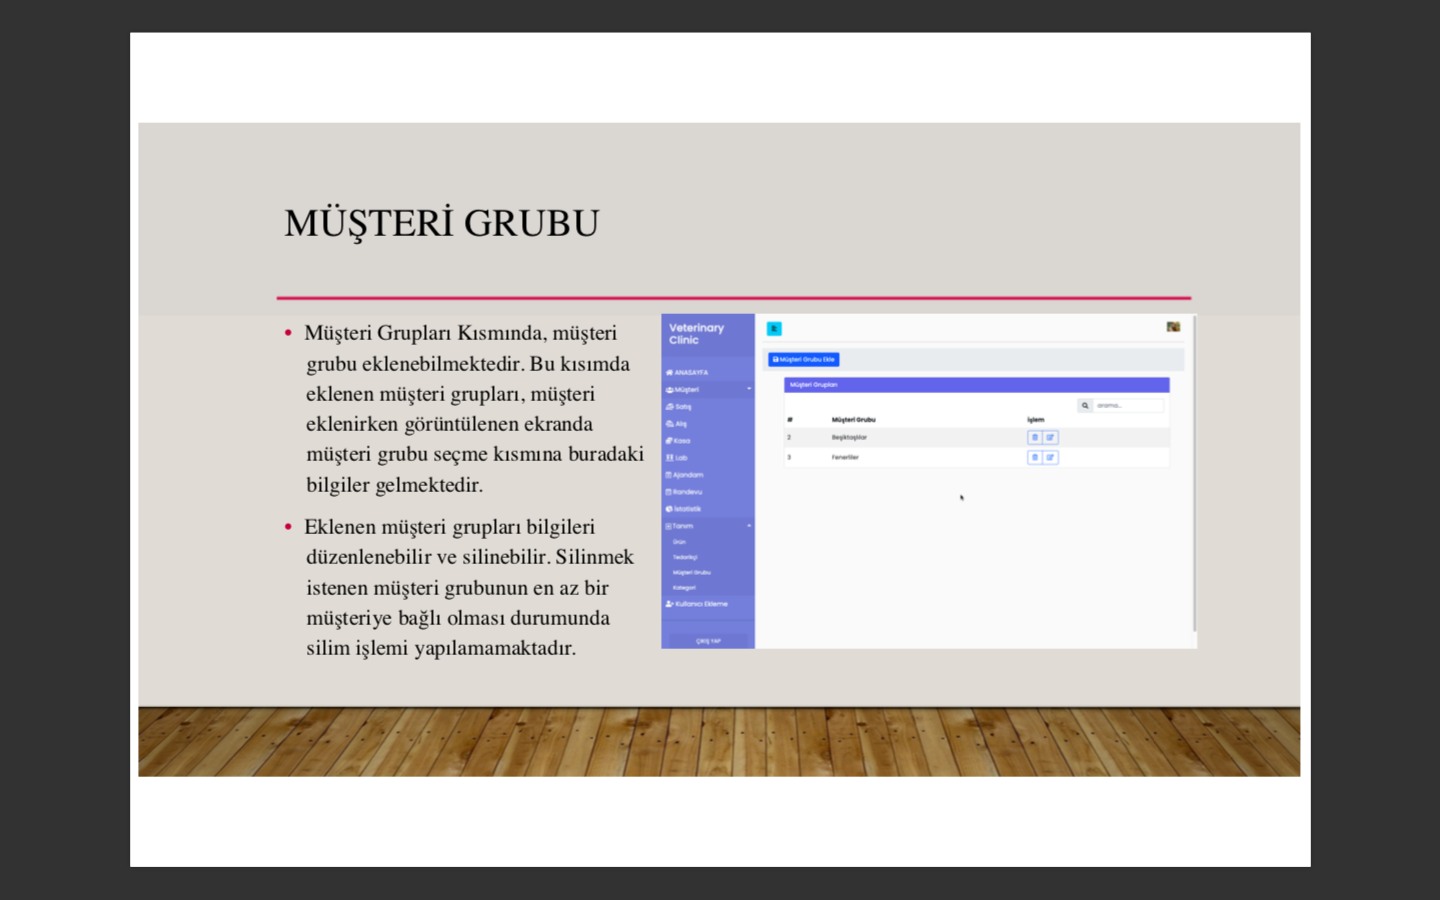 MÜŞTERİ GRUBU
• Müşteri Grupları Kısmında, müşteri
grubu eklenebilmektedir. Bu kısımda
eklenen müşteri grupları, müşteri
eklenirken görüntülenen ekranda
müşteri grubu seçme kısmına buradaki
bilgiler gelmektedir.
• Eklenen müşteri grupları bilgileri
düzenlenebilir ve silinebilir. Silinmek
istenen müşteri grubunun en az bir
müşteriye bağlı olması durumunda
silim işlemi yapılamamaktadır.
Veterinary
Clinic
ANASAYFA
Müşteri
Satış
Alış
Kasa
Lab
Ajandam
Randevu
İstatistik
Tanım
Ürün
Tedarikçi
Müşteri Grubu
Kategori
Kullanıcı Ekleme
ÇIKIŞ YAP
Müşteri Grubu Ekle
Müşteri Grupları
arama...
# Müşteri Grubu İşlem
2 Beşiktaşlılar
3 Fenerliler